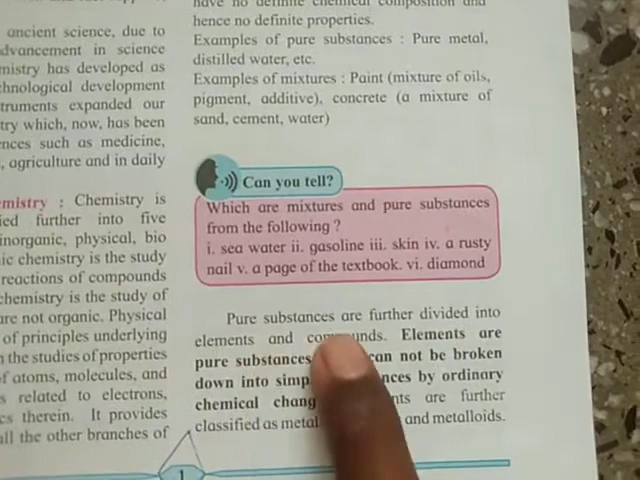 ancient science, due to
dvancement in science
mistry has developed as
chnological development
truments expanded our
try which, now, has been
ences such as medicine,
, agriculture and in daily
mistry : Chemistry is
ied further into five
inorganic, physical, bio
ic chemistry is the study
reactions of compounds
chemistry is the study of
are not organic. Physical
of principles underlying
n the studies of properties
of atoms, molecules, and
s related to electrons,
cs therein. It provides
all the other branches of
have no definite chemical composition and
hence no definite properties.
Examples of pure substances : Pure metal,
distilled water, etc.
Examples of mixtures : Paint (mixture of oils,
pigment, additive), concrete (a mixture of
sand, cement, water)
Can you tell?
Which are mixtures and pure substances
from the following ?
i. sea water ii. gasoline iii. skin iv. a rusty
nail v. a page of the textbook. vi. diamond
Pure substances are further divided into
elements and compounds. Elements are
pure substances can not be broken
down into simp nces by ordinary
chemical chang nts are further
classified as metal and metalloids.
1